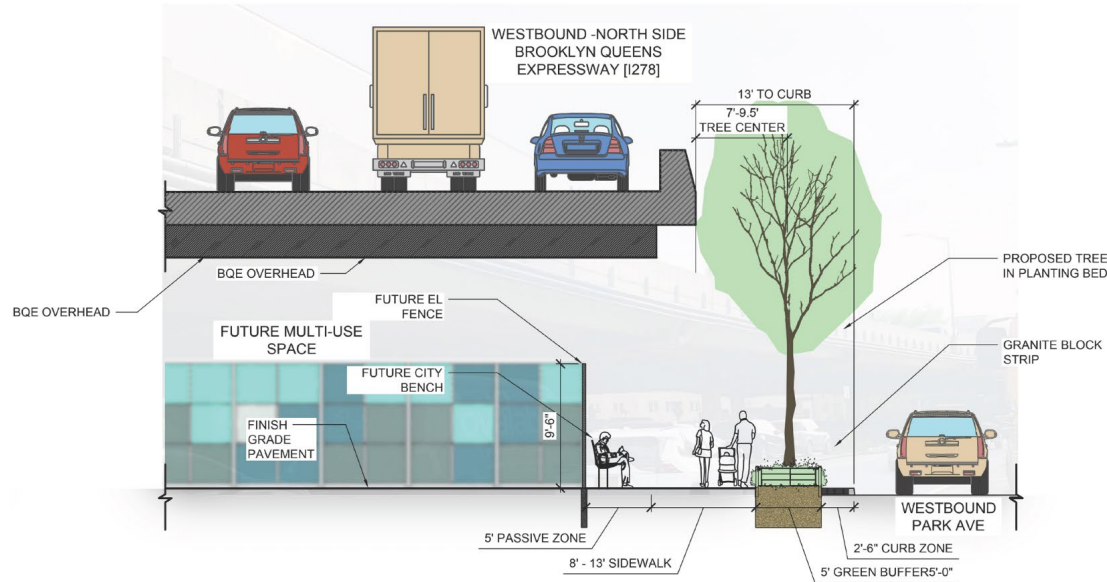 WESTBOUND -NORTH SIDE
BROOKLYN QUEENS
EXPRESSWAY [I278]
13' TO CURB
7'-9.5'
TREE CENTER
BQE OVERHEAD
BQE OVERHEAD
PROPOSED TREE
IN PLANTING BED
FUTURE EL
FENCE
FUTURE MULTI-USE
SPACE
GRANITE BLOCK
STRIP
FUTURE CITY
BENCH
9'-6"
FINISH
GRADE
PAVEMENT
WESTBOUND
PARK AVE
5' PASSIVE ZONE
2'-6" CURB ZONE
8' - 13' SIDEWALK
5' GREEN BUFFER5'-0"